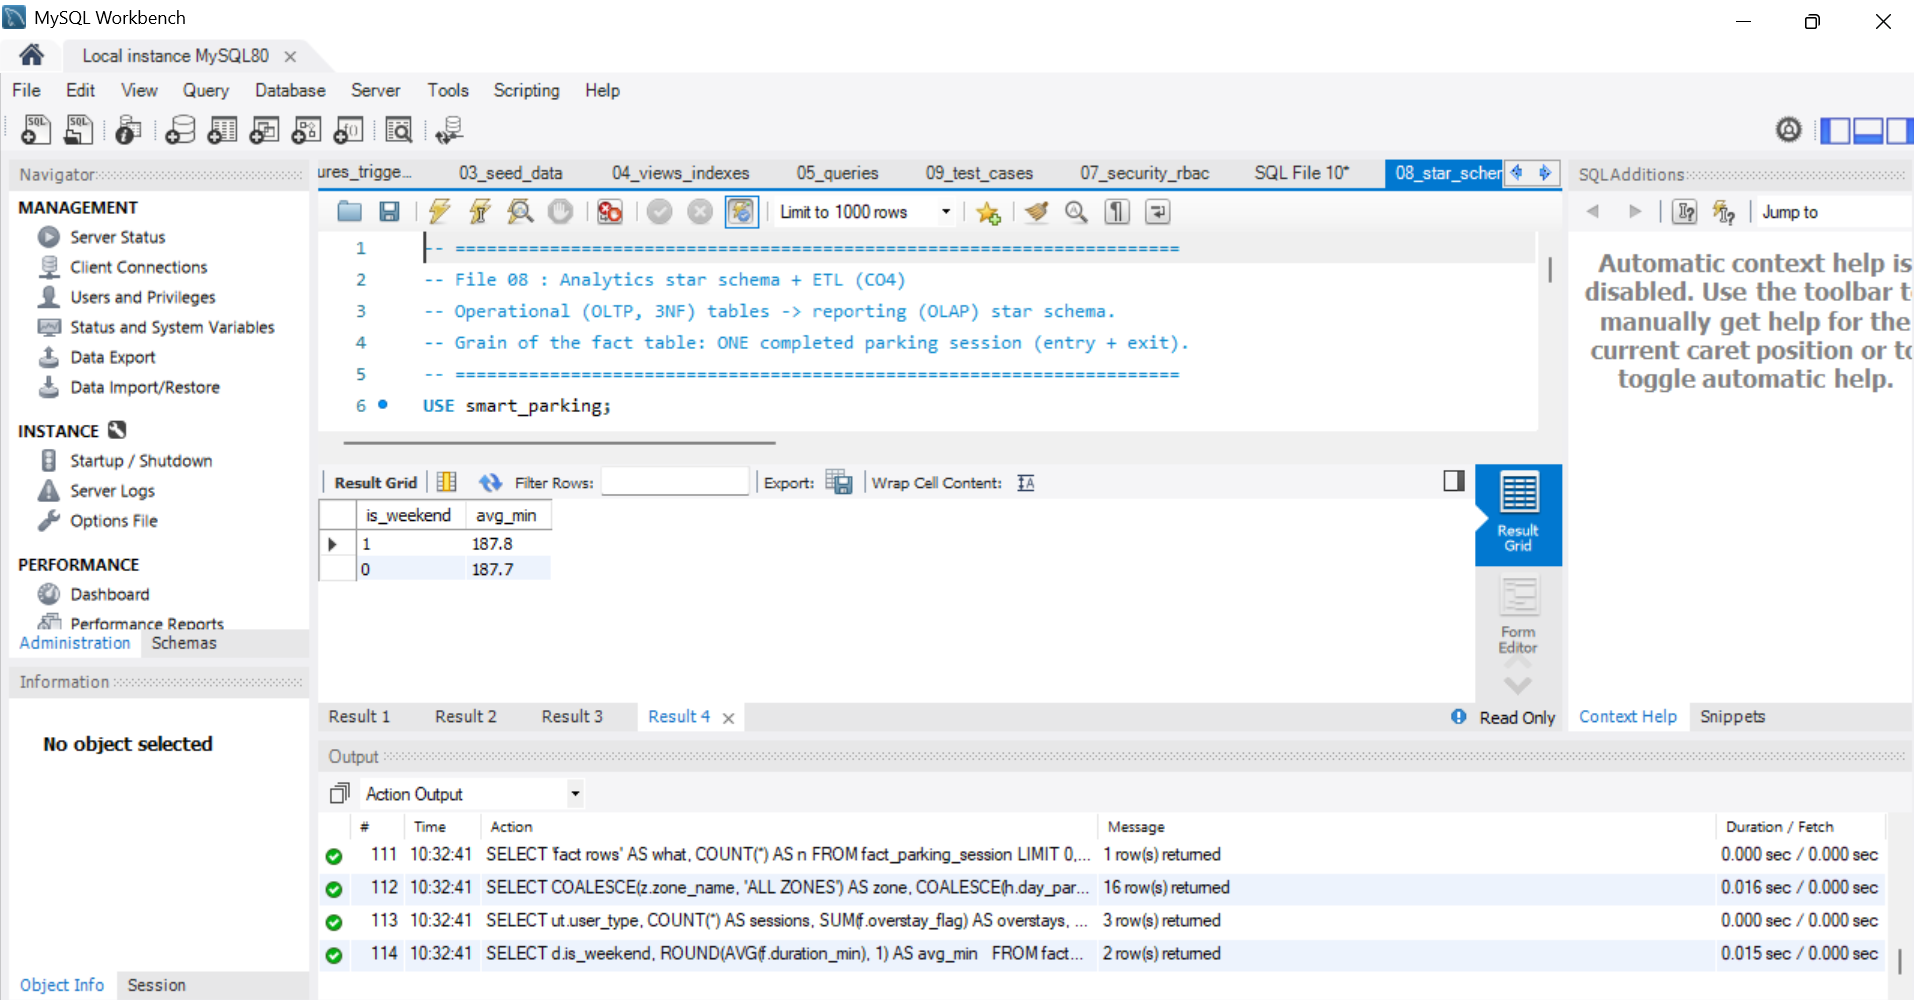 MySQL Workbench
Local instance MySQL80
File Edit View Query Database Server Tools Scripting Help
Navigator
MANAGEMENT
Server Status
Client Connections
Users and Privileges
Status and System Variables
Data Export
Data Import/Restore
INSTANCE
Startup / Shutdown
Server Logs
Options File
PERFORMANCE
Dashboard
Performance Reports
Administration Schemas
Information
No object selected
Object Info Session
ures_trigge... 03_seed_data 04_views_indexes 05_queries 09_test_cases 07_security_rbac SQL File 10* 08_star_scher
Limit to 1000 rows
1 -- =====================================================================
2 -- File 08 : Analytics star schema + ETL (CO4)
3 -- Operational (OLTP, 3NF) tables -> reporting (OLAP) star schema.
4 -- Grain of the fact table: ONE completed parking session (entry + exit).
5 -- =====================================================================
6 USE smart_parking;
Result Grid Filter Rows: Export: Wrap Cell Content:
is_weekend avg_min
1 187.8
0 187.7
Result Grid
Form Editor
Result 1 Result 2 Result 3 Result 4 Read Only
Output
Action Output
# Time Action Message Duration / Fetch
111 10:32:41 SELECT 'fact rows' AS what, COUNT(*) AS n FROM fact_parking_session LIMIT 0,... 1 row(s) returned 0.000 sec / 0.000 sec
112 10:32:41 SELECT COALESCE(z.zone_name, 'ALL ZONES') AS zone, COALESCE(h.day_par... 16 row(s) returned 0.016 sec / 0.000 sec
113 10:32:41 SELECT ut.user_type, COUNT(*) AS sessions, SUM(f.overstay_flag) AS overstays, ... 3 row(s) returned 0.000 sec / 0.000 sec
114 10:32:41 SELECT d.is_weekend, ROUND(AVG(f.duration_min), 1) AS avg_min FROM fact... 2 row(s) returned 0.015 sec / 0.000 sec
SQLAdditions
Jump to
Automatic context help is
disabled. Use the toolbar t
manually get help for the
current caret position or to
toggle automatic help.
Context Help Snippets